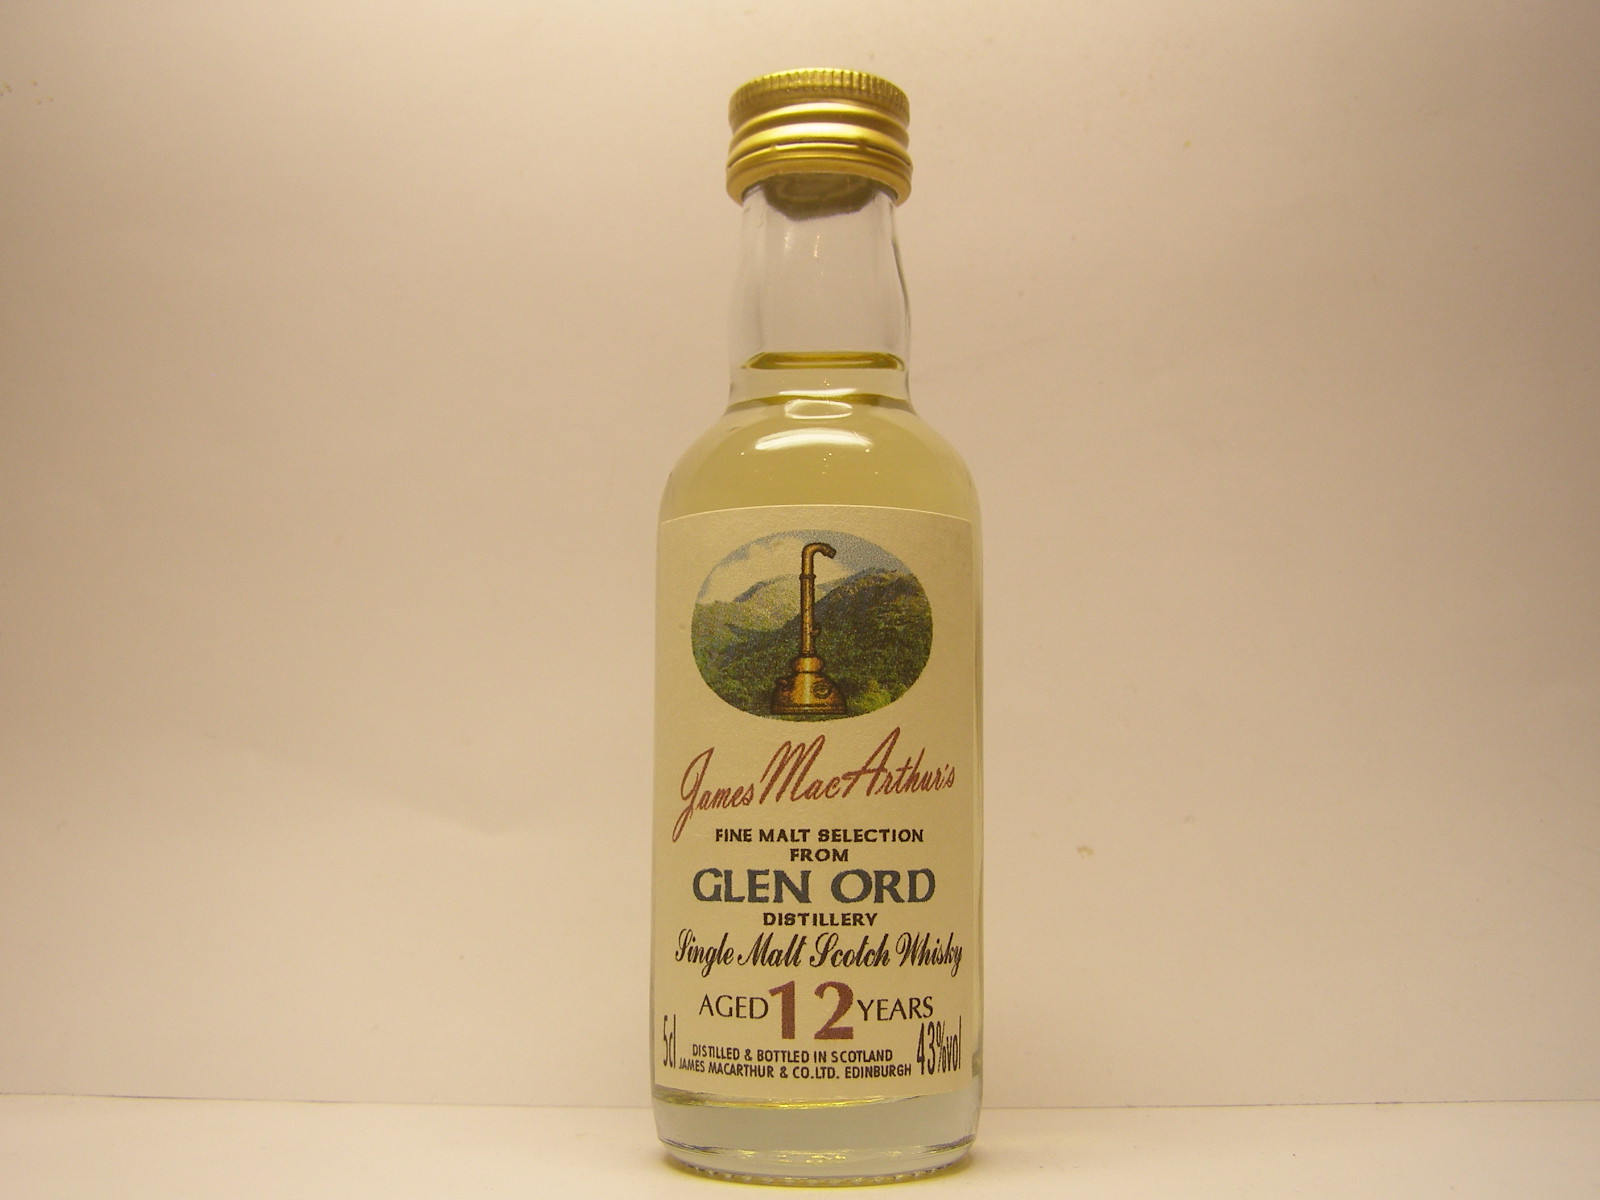 James MacArthur's
FINE MALT SELECTION
FROM
GLEN ORD
DISTILLERY
Single Malt Scotch Whisky
AGED 12 YEARS
5cl
DISTILLED & BOTTLED IN SCOTLAND
JAMES MACARTHUR & CO.LTD. EDINBURGH
43%vol